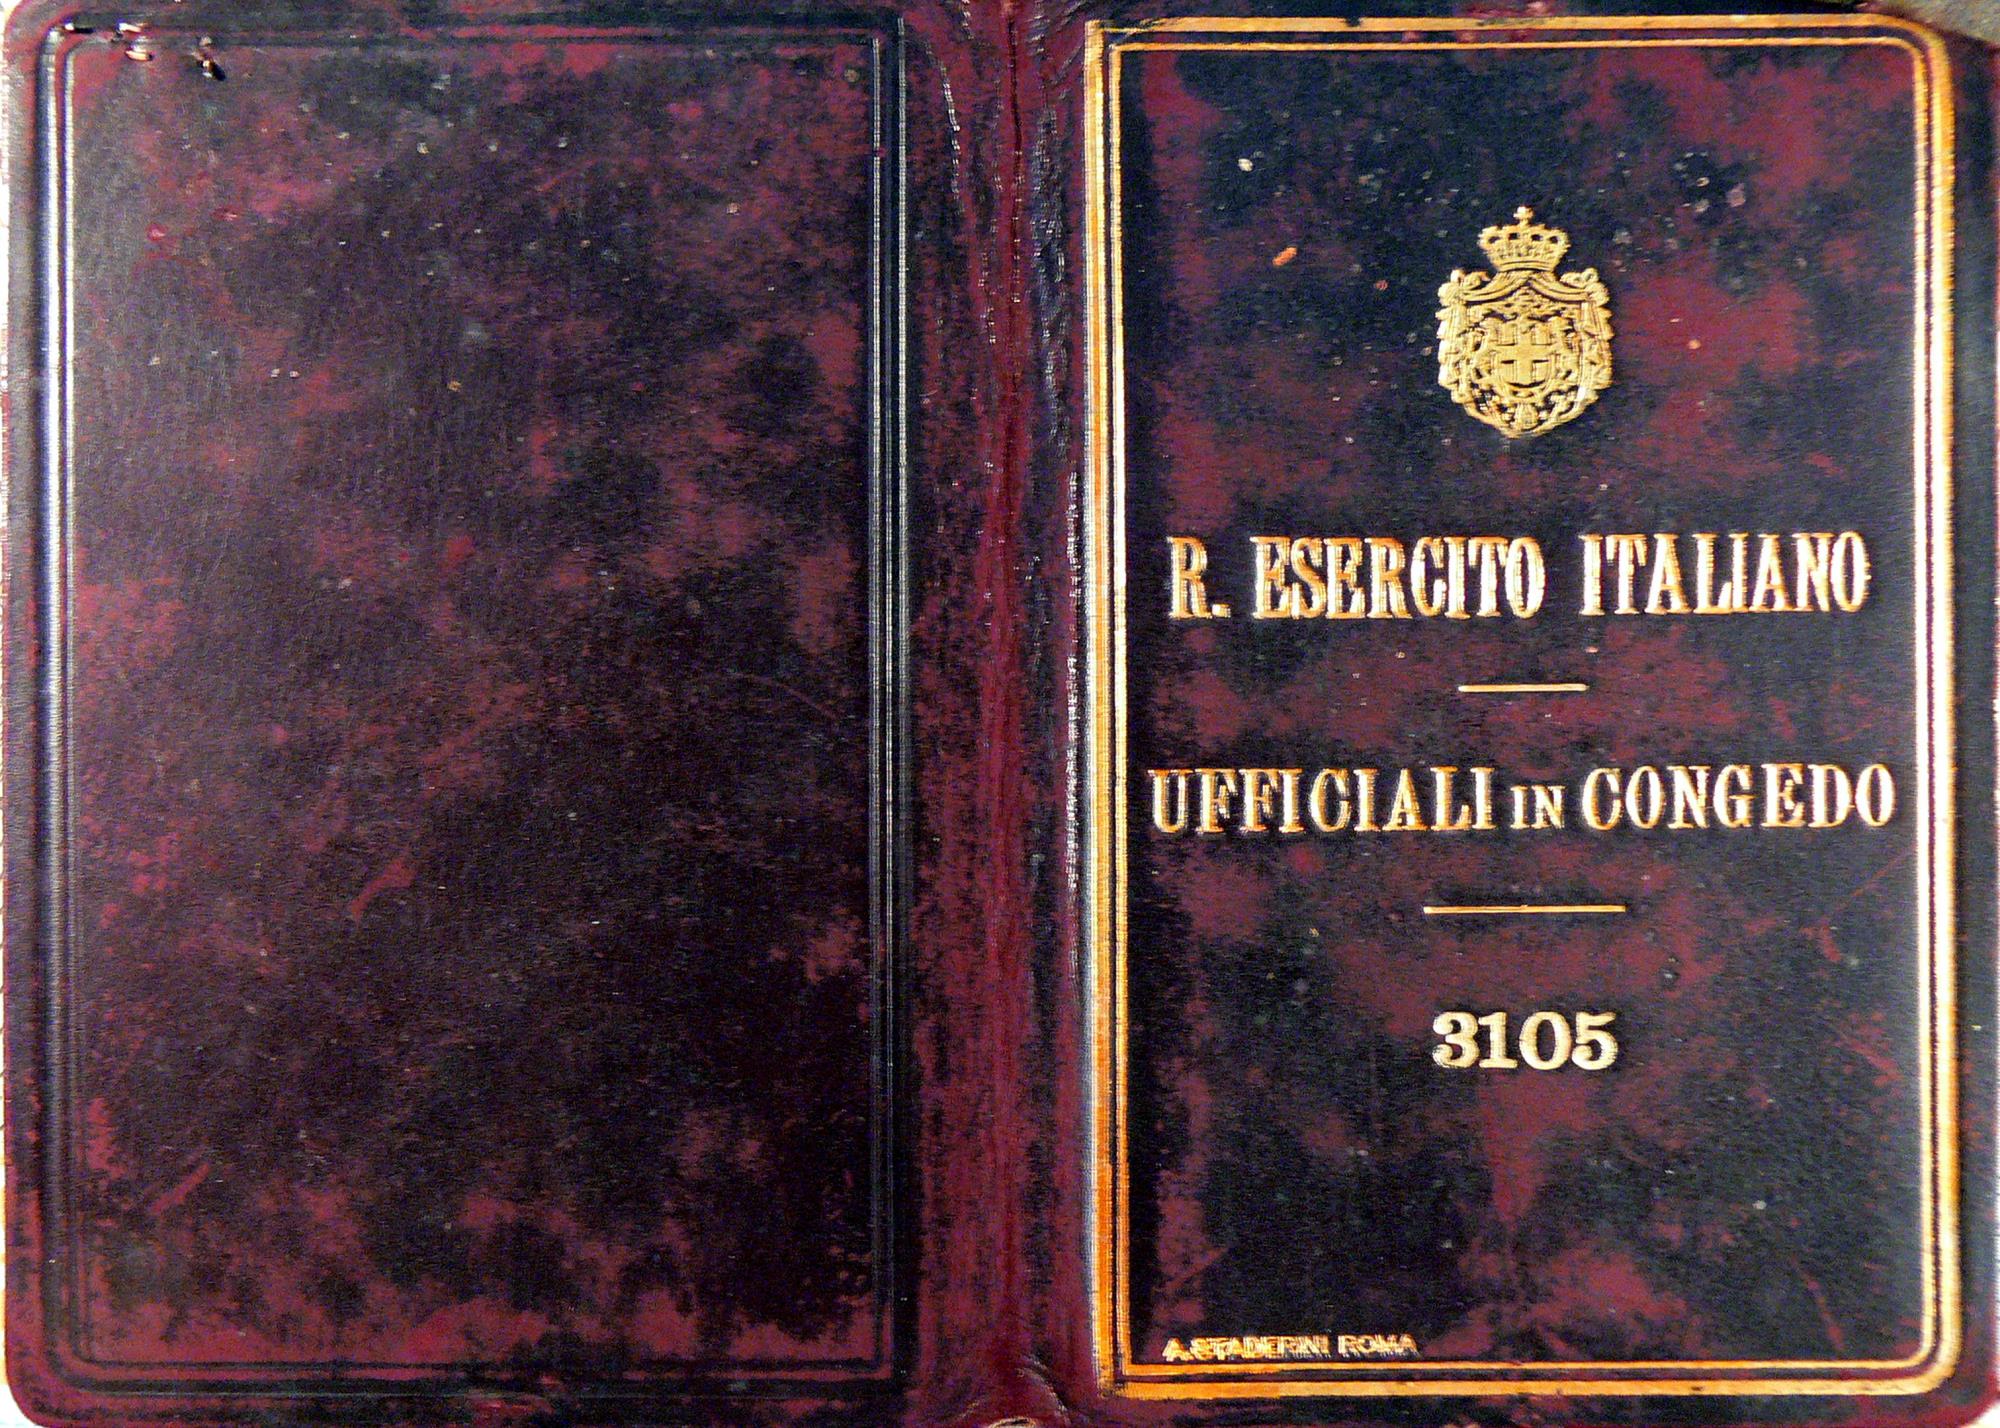 R. ESERCITO ITALIANO
UFFICIALI IN CONGEDO
3105
A. STADERINI ROMA